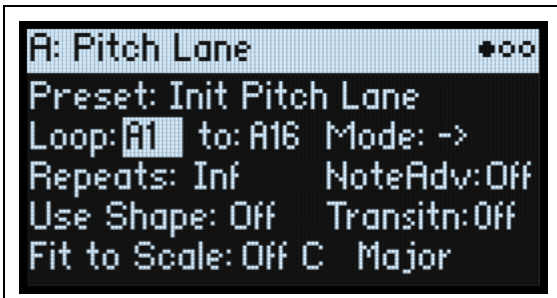 A: Pitch Lane
Preset: Init Pitch Lane
Loop: A1 to: A16 Mode: ->
Repeats: Inf NoteAdv: Off
Use Shape: Off Transitn: Off
Fit to Scale: Off C Major